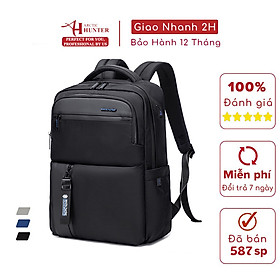 ARCTIC
HUNTER
PERFECT FOR YOU,
PROFESSIONAL BY US
Giao Nhanh 2H
Bảo Hành 12 Tháng
100%
Đánh giá
Miễn phí
Đổi trả 7 ngày
Đã bán
587 sp